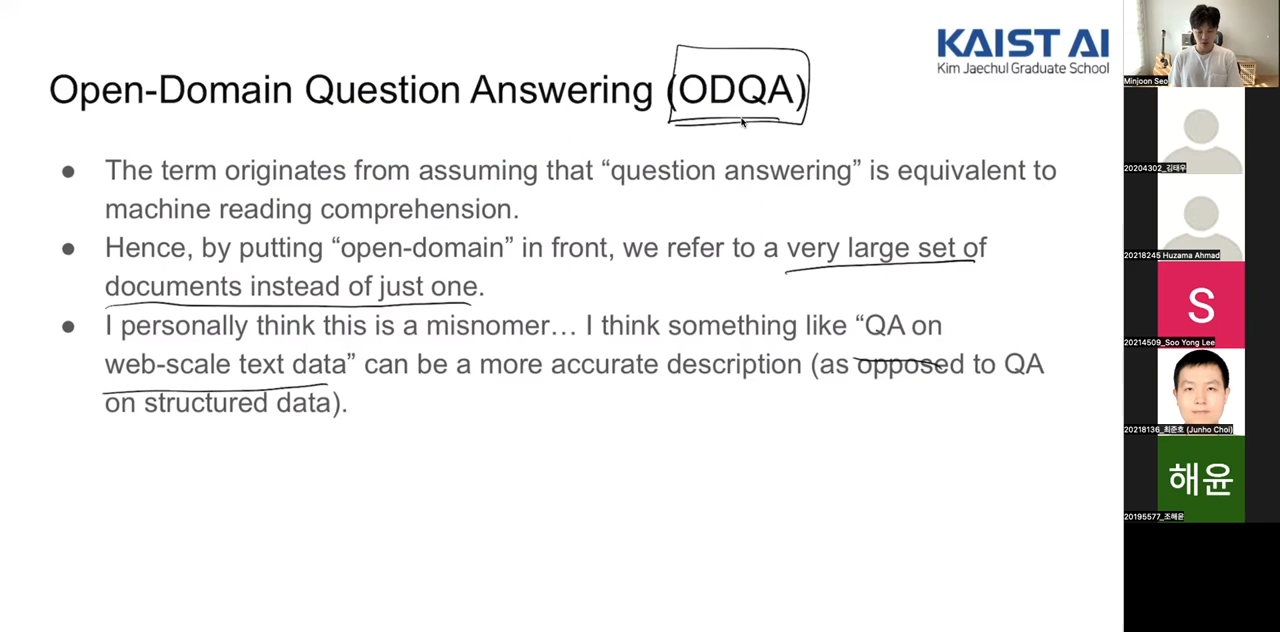 KAIST AI
Kim Jaechul Graduate School
Open-Domain Question Answering (ODQA)
● The term originates from assuming that “question answering” is equivalent to
machine reading comprehension.
● Hence, by putting “open-domain” in front, we refer to a very large set of
documents instead of just one.
● I personally think this is a misnomer… I think something like “QA on
web-scale text data” can be a more accurate description (as opposed to QA
on structured data).
Minjoon Seo
20204302_김태우
20218245 Huzama Ahmad
S
20214509_Soo Yong Lee
20218136_최준호 (Junho Choi)
해윤
20195577_조해윤